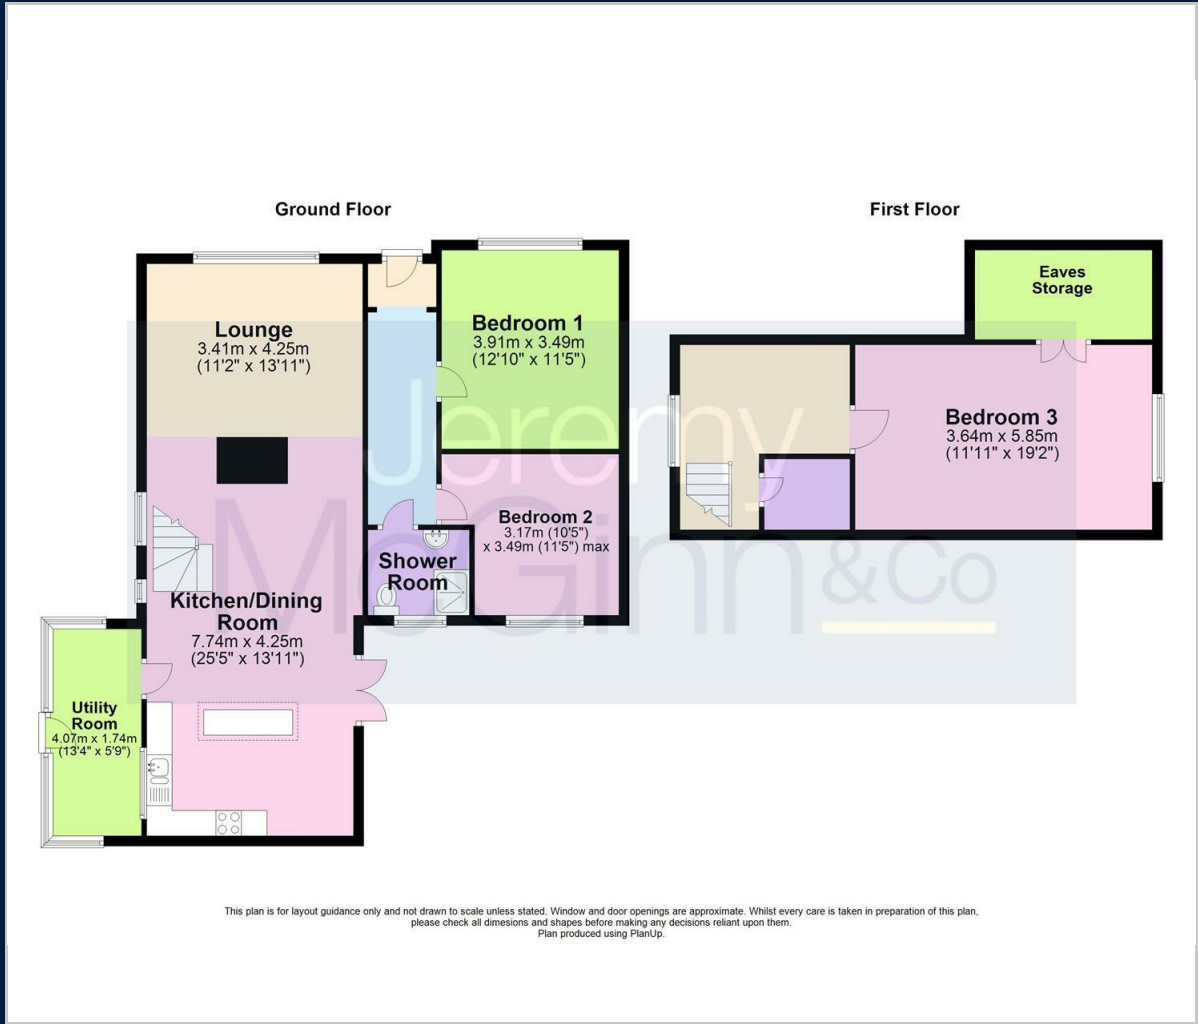 Ground Floor
First Floor
Eaves
Storage
Lounge
3.41m x 4.25m
(11'2" x 13'11")
Bedroom 1
3.91m x 3.49m
(12'10" x 11'5")
Bedroom 3
3.64m x 5.85m
(11'11" x 19'2")
Bedroom 2
3.17m (10'5")
x 3.49m (11'5") max
Shower
Room
Kitchen/Dining
Room
7.74m x 4.25m
(25'5" x 13'11")
Utility
Room
4.07m x 1.74m
(13'4" x 5'9")
Jeremy
McGinn &Co
This plan is for layout guidance only and not drawn to scale unless stated. Window and door openings are approximate. Whilst every care is taken in preparation of this plan,
please check all dimesions and shapes before making any decisions reliant upon them.
Plan produced using PlanUp.